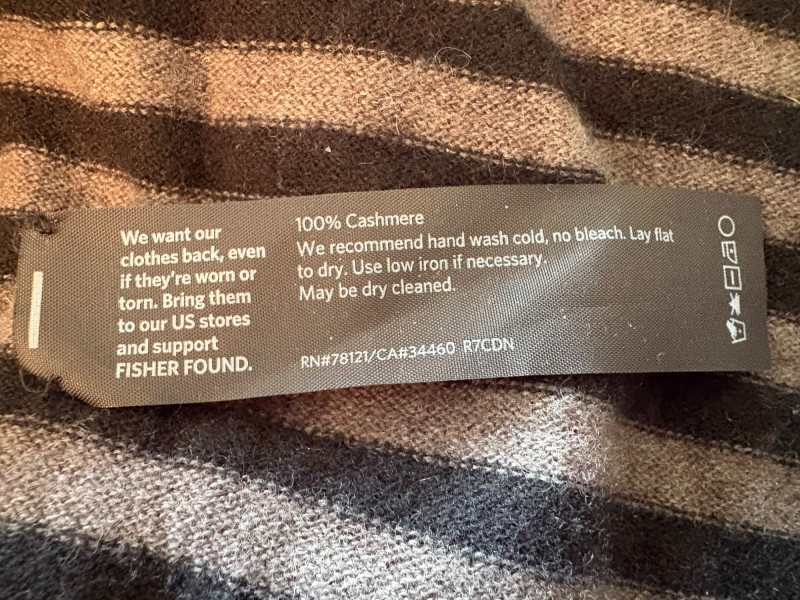 We want our
clothes back, even
if they're worn or
torn. Bring them
to our US stores
and support
FISHER FOUND.
100% Cashmere
We recommend hand wash cold, no bleach. Lay flat
to dry. Use low iron if necessary.
May be dry cleaned.
RN#78121/CA#34460 R7CDN